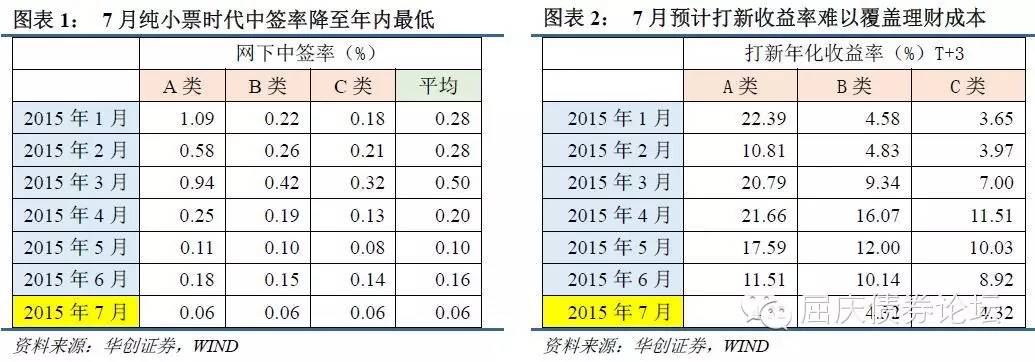 图表 1： 7 月纯小票时代中签率降至年内最低
网下中签率（%）
A 类 B 类 C 类 平均
2015 年 1 月 1.09 0.22 0.18 0.28
2015 年 2 月 0.58 0.26 0.21 0.28
2015 年 3 月 0.94 0.42 0.32 0.50
2015 年 4 月 0.25 0.19 0.13 0.20
2015 年 5 月 0.11 0.10 0.08 0.10
2015 年 6 月 0.18 0.15 0.14 0.16
2015 年 7 月 0.06 0.06 0.06 0.06
资料来源：华创证券，WIND
图表 2： 7 月预计打新收益率难以覆盖理财成本
打新年化收益率（%）T+3
A 类 B 类 C 类
2015 年 1 月 22.39 4.58 3.65
2015 年 2 月 10.81 4.83 3.97
2015 年 3 月 20.79 9.34 7.00
2015 年 4 月 21.66 16.07 11.51
2015 年 5 月 17.59 12.00 10.03
2015 年 6 月 11.51 10.14 8.92
2015 年 7 月 4.32
资料来源：华创证券，WIND
屈庆债券论坛